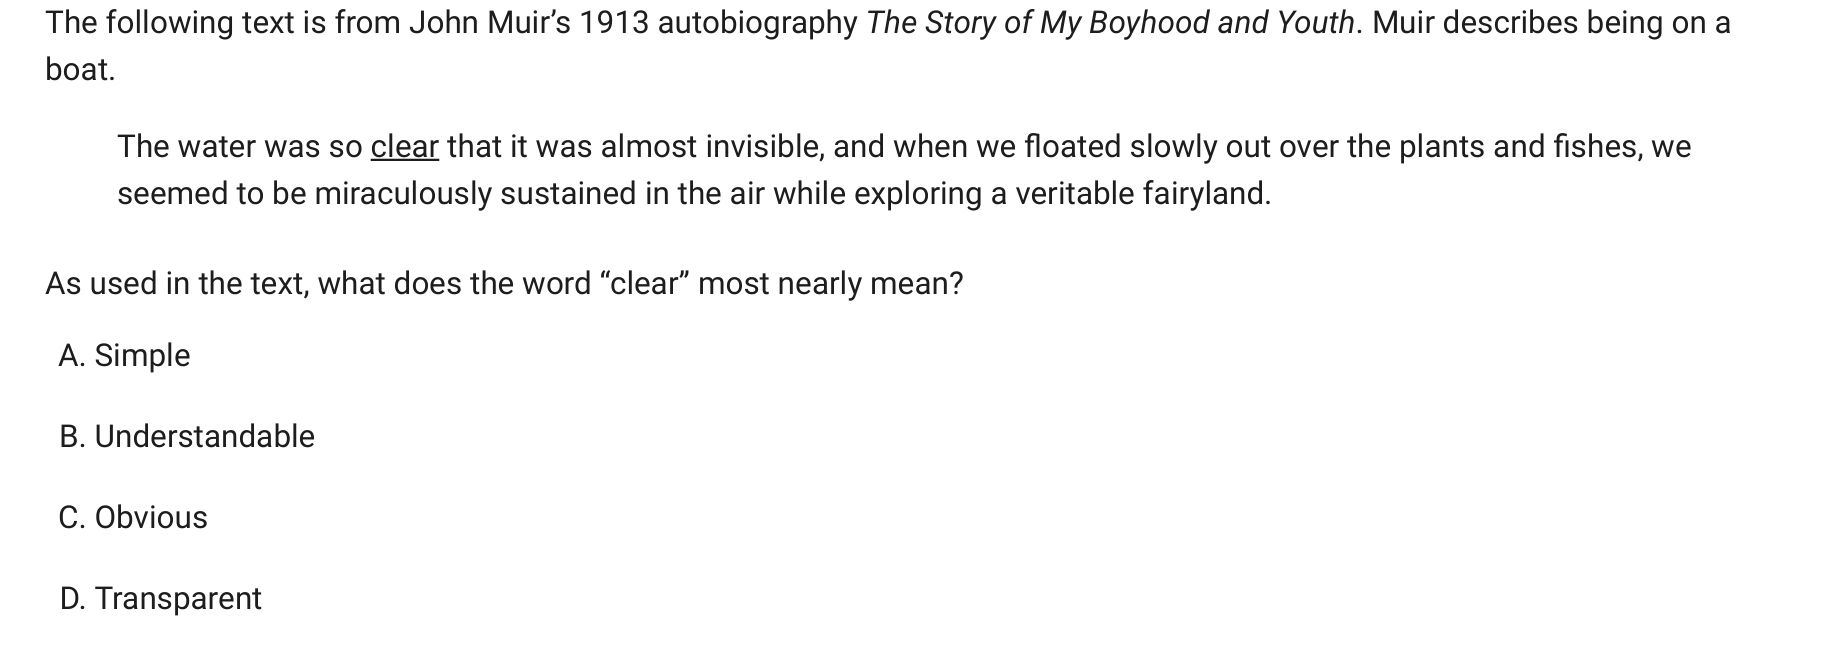 The following text is from John Muir’s 1913 autobiography The Story of My Boyhood and Youth. Muir describes being on a
boat.
The water was so clear that it was almost invisible, and when we floated slowly out over the plants and fishes, we
seemed to be miraculously sustained in the air while exploring a veritable fairyland.
As used in the text, what does the word “clear” most nearly mean?
A. Simple
B. Understandable
C. Obvious
D. Transparent